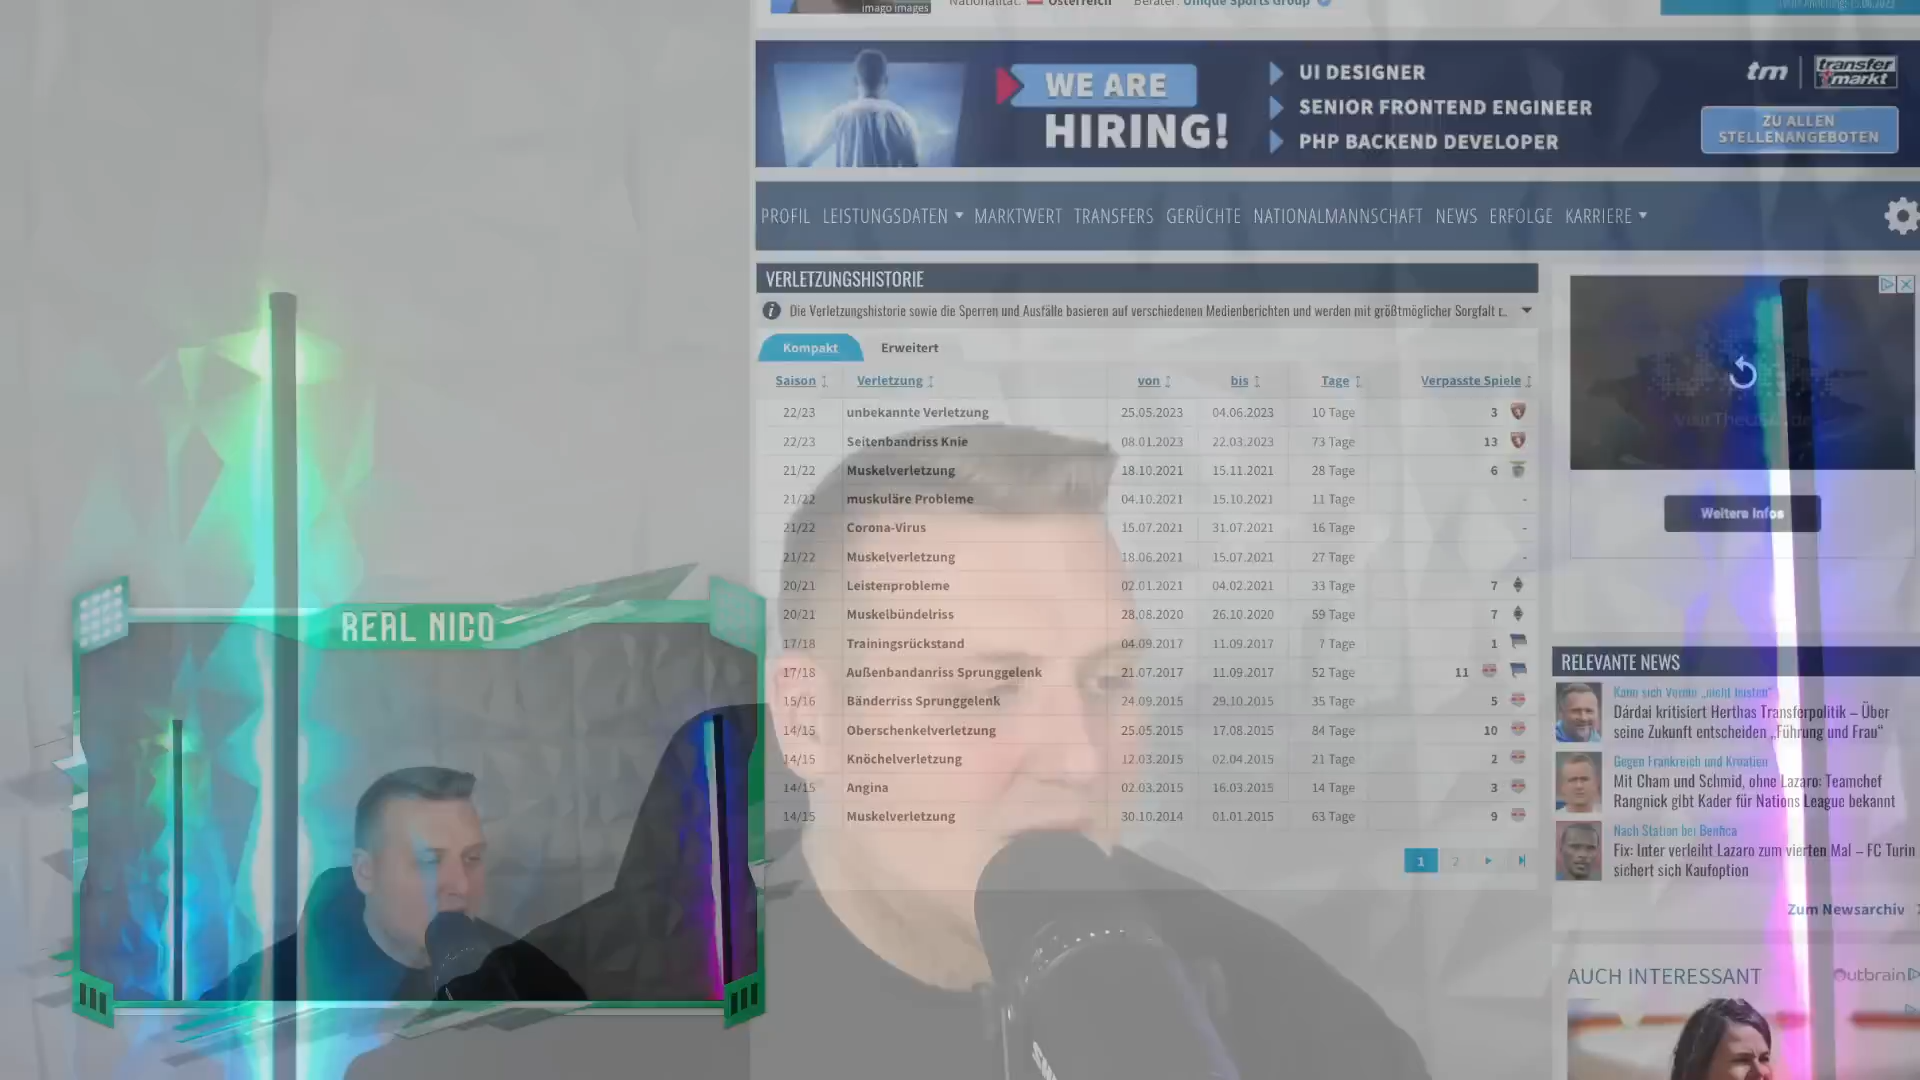 imago images
Nationalität: Österreich Berater: Unique Sports Group
WE ARE
HIRING!
UI DESIGNER
SENIOR FRONTEND ENGINEER
PHP BACKEND DEVELOPER
tm transfer
markt
ZU ALLEN
STELLENANGEBOTEN
PROFIL LEISTUNGSDATEN MARKTWERT TRANSFERS GERÜCHTE NATIONALMANNSCHAFT NEWS ERFOLGE KARRIERE
VERLETZUNGSHISTORIE
Die Verletzungshistorie sowie die Sperren und Ausfälle basieren auf verschiedenen Medienberichten und werden mit größtmöglicher Sorgfalt r...
Kompakt Erweitert
Saison Verletzung von bis Tage Verpasste Spiele
22/23 unbekannte Verletzung 25.05.2023 04.06.2023 10 Tage 3
22/23 Seitenbandriss Knie 08.01.2023 22.03.2023 73 Tage 13
21/22 Muskelverletzung 18.10.2021 15.11.2021 28 Tage 6
21/22 muskuläre Probleme 04.10.2021 15.10.2021 11 Tage -
21/22 Corona-Virus 15.07.2021 31.07.2021 16 Tage -
21/22 Muskelverletzung 18.06.2021 15.07.2021 27 Tage -
20/21 Leistenprobleme 02.01.2021 04.02.2021 33 Tage 7
20/21 Muskelbündelriss 28.08.2020 26.10.2020 59 Tage 7
17/18 Trainingsrückstand 04.09.2017 11.09.2017 7 Tage 1
17/18 Außenbandanriss Sprunggelenk 21.07.2017 11.09.2017 52 Tage 11
15/16 Bänderriss Sprunggelenk 24.09.2015 29.10.2015 35 Tage 5
14/15 Oberschenkelverletzung 25.05.2015 17.08.2015 84 Tage 10
14/15 Knöchelverletzung 12.03.2015 02.04.2015 21 Tage 2
14/15 Angina 02.03.2015 16.03.2015 14 Tage 3
14/15 Muskelverletzung 30.10.2014 01.01.2015 63 Tage 9
1 2
Weitere Infos
RELEVANTE NEWS
Kann sich Verein „nicht leisten“
Dárdai kritisiert Herthas Transferpolitik – Über
seine Zukunft entscheiden „Führung und Frau“
Gegen Frankreich und Kroatien
Mit Cham und Schmid, ohne Lazaro: Teamchef
Rangnick gibt Kader für Nations League bekannt
Nach Station bei Benfica
Fix: Inter verleiht Lazaro zum vierten Mal – FC Turin
sichert sich Kaufoption
Zum Newsarchiv
AUCH INTERESSANT
Outbrain
REAL NICO